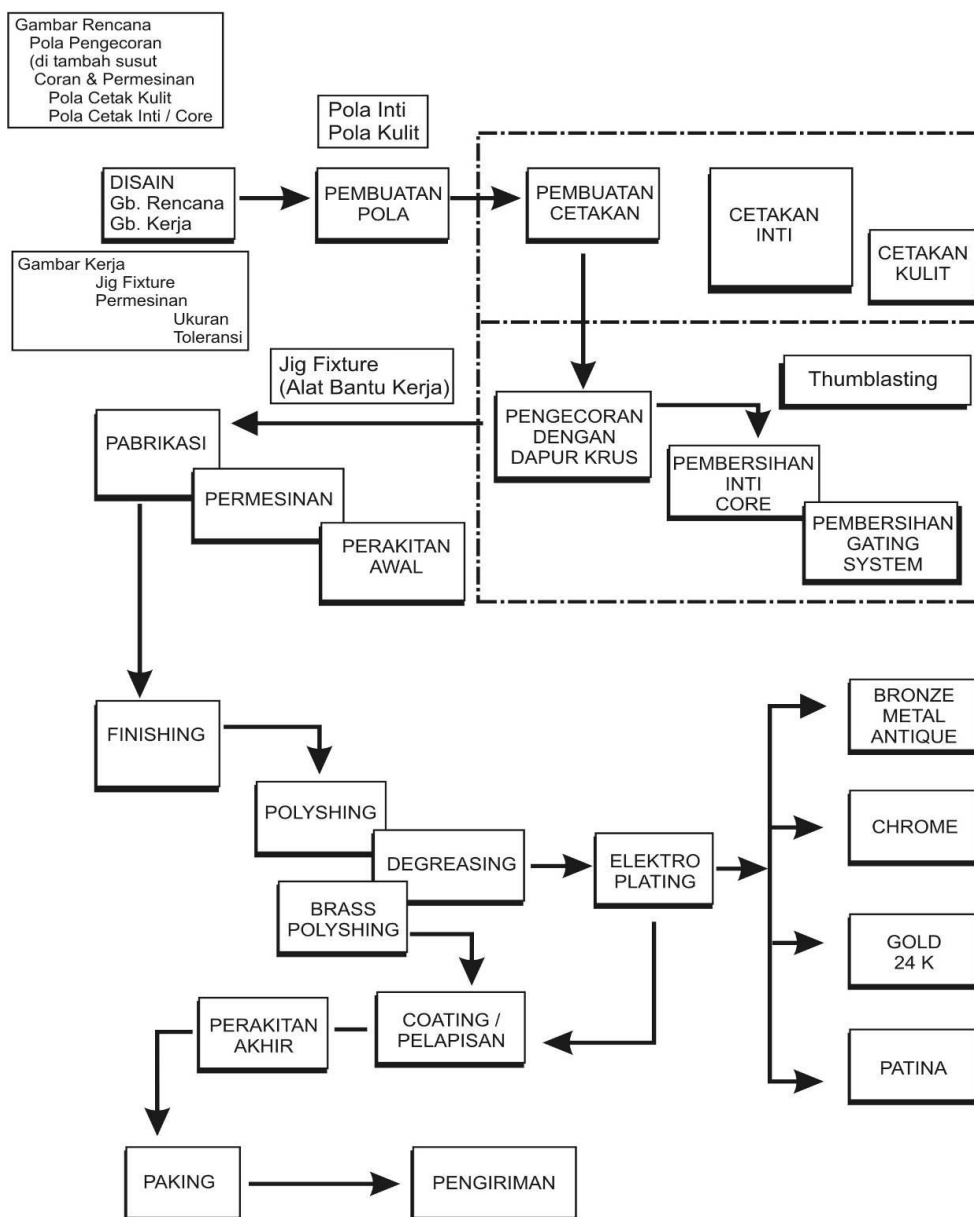 Gambar Rencana
Pola Pengecoran
(di tambah susut
Coran & Permesinan
Pola Cetak Kulit
Pola Cetak Inti / Core
Pola Inti
Pola Kulit
DISAIN
Gb. Rencana
Gb. Kerja
PEMBUATAN
POLA
PEMBUATAN
CETAKAN
CETAKAN
INTI
CETAKAN
KULIT
Gambar Kerja
Jig Fixture
Permesinan
Ukuran
Toleransi
Jig Fixture
(Alat Bantu Kerja)
Thumblasting
PABRIKASI
PERMESINAN
PERAKITAN
AWAL
PENGECORAN
DENGAN
DAPUR KRUS
PEMBERSIHAN
INTI
CORE
PEMBERSIHAN
GATING
SYSTEM
FINISHING
POLYSHING
DEGREASING
BRASS
POLYSHING
ELEKTRO
PLATING
BRONZE
METAL
ANTIQUE
CHROME
GOLD
24 K
PATINA
COATING /
PELAPISAN
PERAKITAN
AKHIR
PAKING
PENGIRIMAN